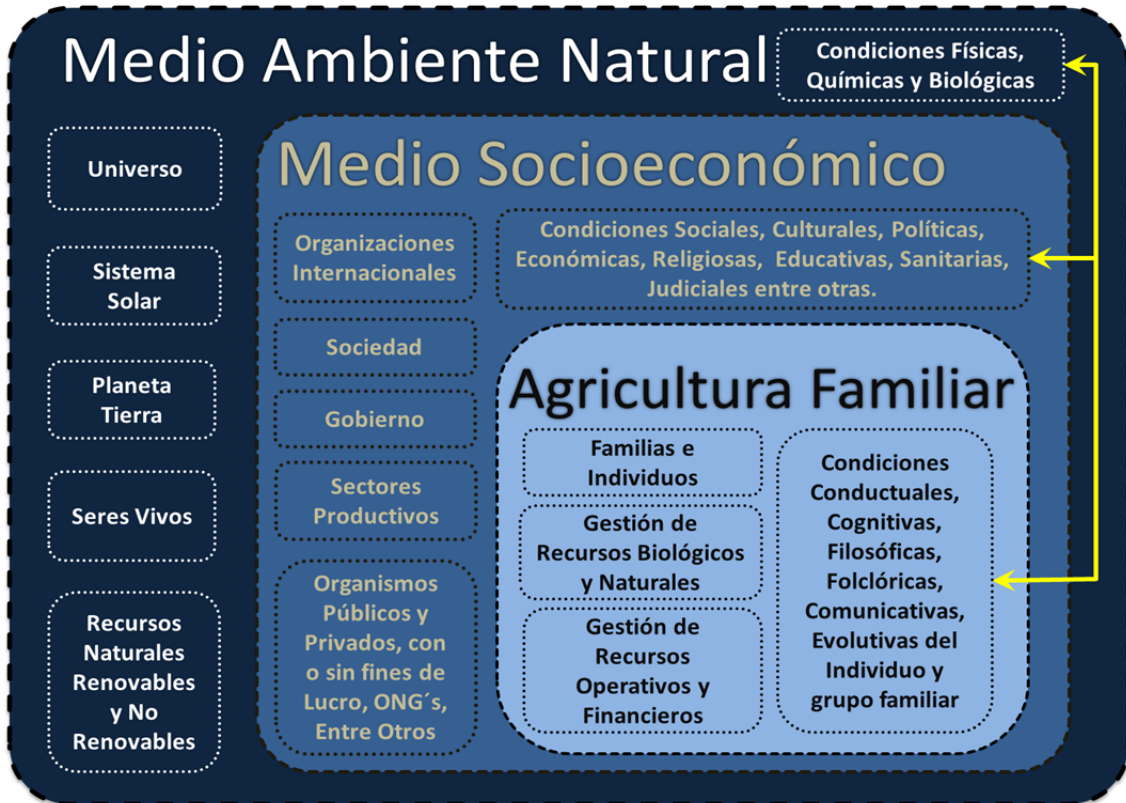 Medio Ambiente Natural
Condiciones Físicas,
Químicas y Biológicas
Universo
Sistema
Solar
Planeta
Tierra
Seres Vivos
Recursos
Naturales
Renovables
y No
Renovables
Medio Socioeconómico
Organizaciones
Internacionales
Condiciones Sociales, Culturales, Políticas,
Económicas, Religiosas, Educativas, Sanitarias,
Judiciales entre otras.
Sociedad
Gobierno
Sectores
Productivos
Organismos
Públicos y
Privados, con
o sin fines de
Lucro, ONG´s,
Entre Otros
Agricultura Familiar
Familias e
Individuos
Gestión de
Recursos Biológicos
y Naturales
Gestión de
Recursos
Operativos y
Financieros
Condiciones
Conductuales,
Cognitivas,
Filosóficas,
Folclóricas,
Comunicativas,
Evolutivas del
Individuo y
grupo familiar